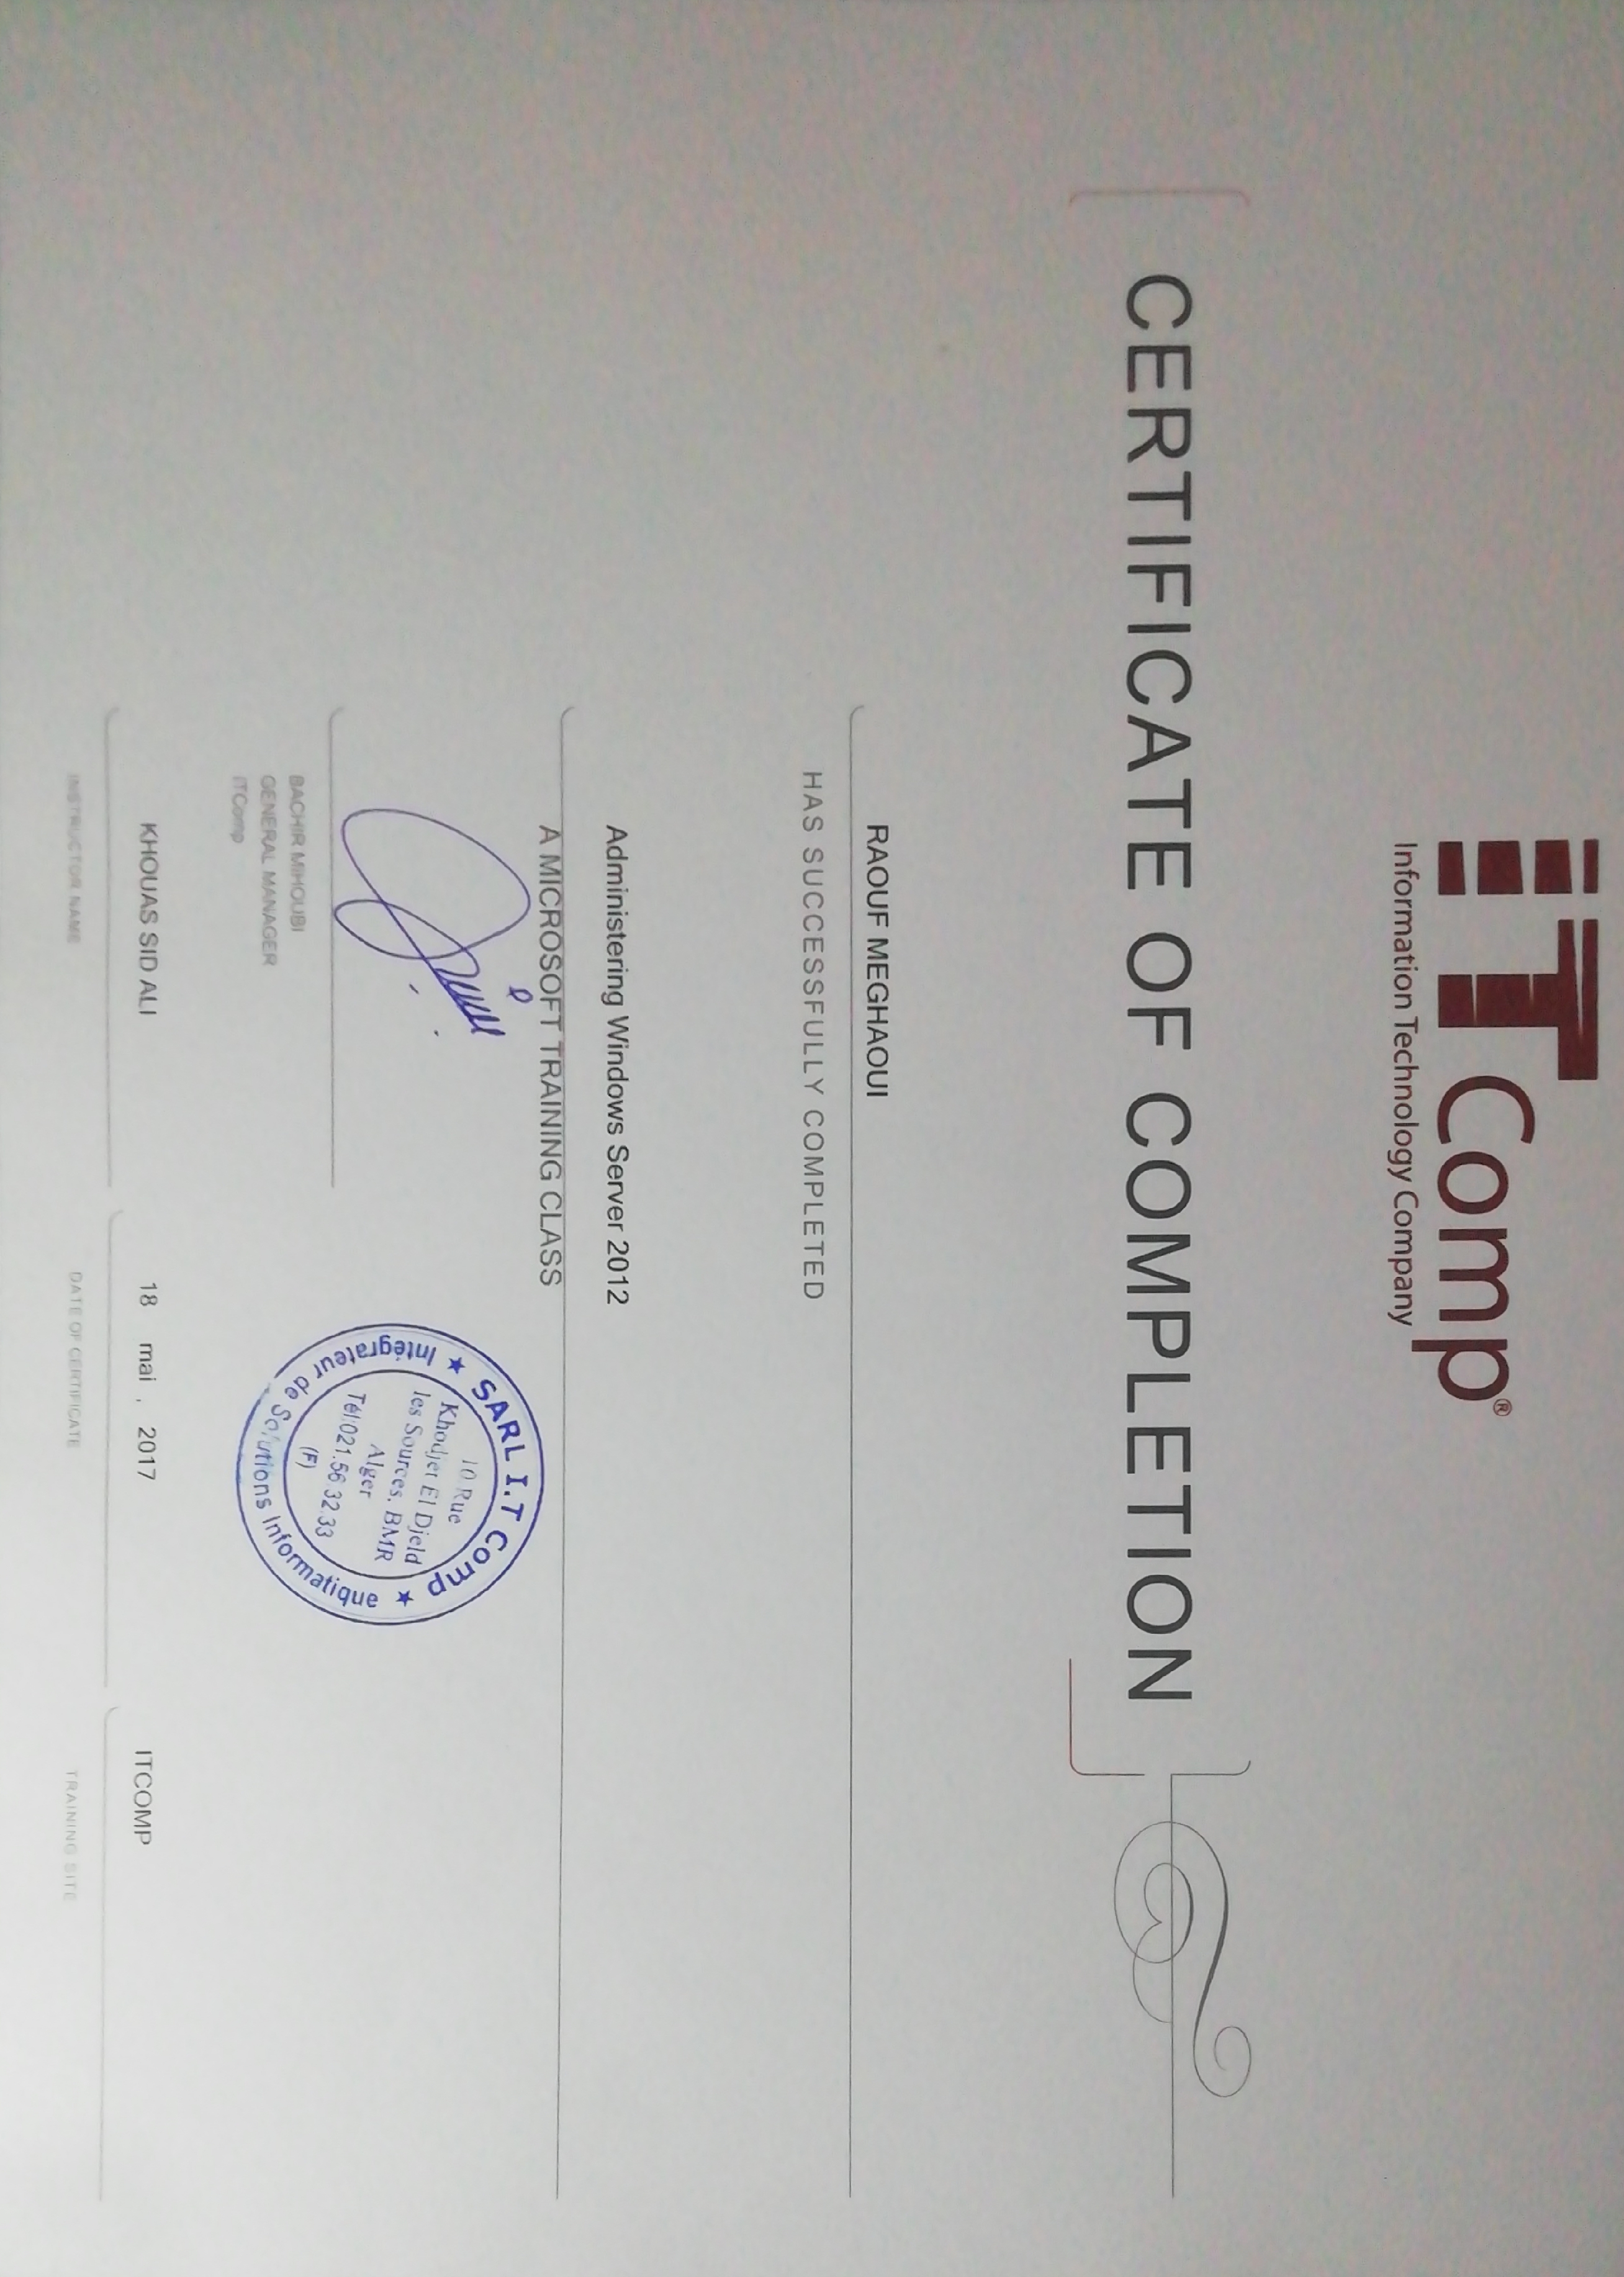 IT Comp®
Information Technology Company
CERTIFICATE OF COMPLETION
RAOUF MEGHAOUI
HAS SUCCESSFULLY COMPLETED
Administering Windows Server 2012
A MICROSOFT TRAINING CLASS
★ SARL I.T Comp ★
10 Rue
Khodjet El Djeld
les Sources. BMR
Alger
Tél:021.56.32.33
(F)
Intégrateur de Solutions Informatique
BACHIR MIHOUBI
GENERAL MANAGER
ITComp
KHOUAS SID ALI
18 mai , 2017
ITCOMP
INSTRUCTOR NAME
DATE OF CERTIFICATE
TRAINING SITE